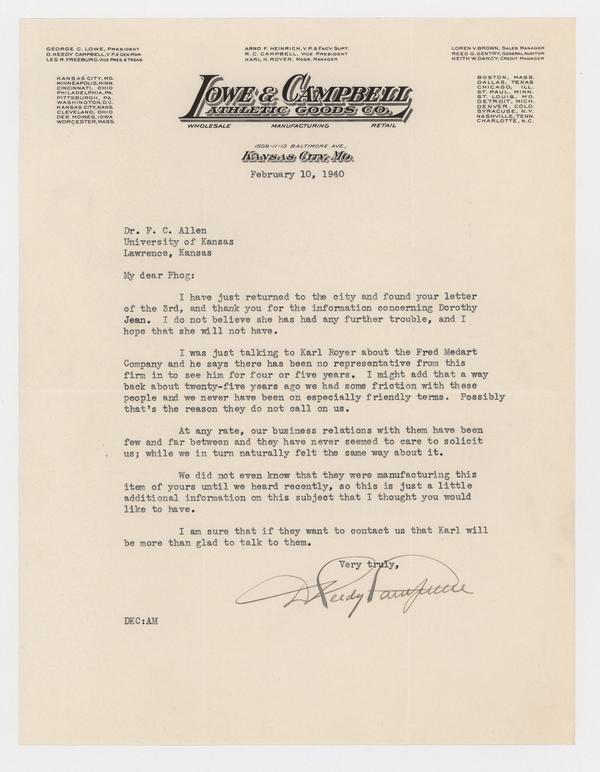 GEORGE C. LOWE, PRESIDENT
D. KEEDY CAMPBELL, V.P. & GEN. MGR.
LES R. FREEBURG, VICE PRES. & TREAS.
ARNO F. HEINRICH, V.P. & FACY. SUPT.
R.C. CAMPBELL, VICE PRESIDENT
KARL H. ROYER, MDSE. MANAGER
LOREN V. BROWN, SALES MANAGER
REED G. GENTRY, GENERAL AUDITOR
KEITH W. DANCY, CREDIT MANAGER
KANSAS CITY, MO.
MINNEAPOLIS, MINN.
CINCINNATI, OHIO
PHILADELPHIA, PA.
PITTSBURGH, PA.
WASHINGTON, D.C.
KANSAS CITY, KANS.
CLEVELAND, OHIO
DES MOINES, IOWA
WORCESTER, MASS.
LOWE & CAMPBELL
ATHLETIC GOODS CO.
WHOLESALE MANUFACTURING RETAIL
BOSTON, MASS.
DALLAS, TEXAS
CHICAGO, ILL.
ST. PAUL, MINN.
ST. LOUIS, MO.
DETROIT, MICH.
DENVER, COLO.
SYRACUSE, N.Y.
NASHVILLE, TENN.
CHARLOTTE, N.C.
1509-11-13 BALTIMORE AVE.,
KANSAS CITY, MO.
February 10, 1940
Dr. F. C. Allen
University of Kansas
Lawrence, Kansas
My dear Phog:
I have just returned to the city and found your letter
of the 3rd, and thank you for the information concerning Dorothy
Jean. I do not believe she has had any further trouble, and I
hope that she will not have.
I was just talking to Karl Royer about the Fred Medart
Company and he says there has been no representative from this
firm in to see him for four or five years. I might add that a way
back about twenty-five years ago we had some friction with these
people and we never have been on especially friendly terms. Possibly
that's the reason they do not call on us.
At any rate, our business relations with them have been
few and far between and they have never seemed to care to solicit
us; while we in turn naturally felt the same way about it.
We did not even know that they were manufacturing this
item of yours until we heard recently, so this is just a little
additional information on this subject that I thought you would
like to have.
I am sure that if they want to contact us that Karl will
be more than glad to talk to them.
Very truly,
D Keedy Campbell
DKC:AM